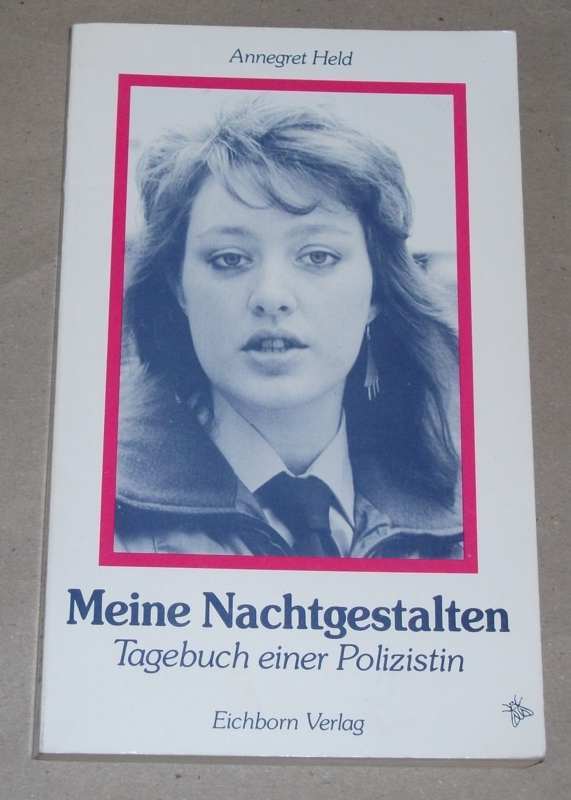 Annegret Held
Meine Nachtgestalten
Tagebuch einer Polizistin
Eichborn Verlag